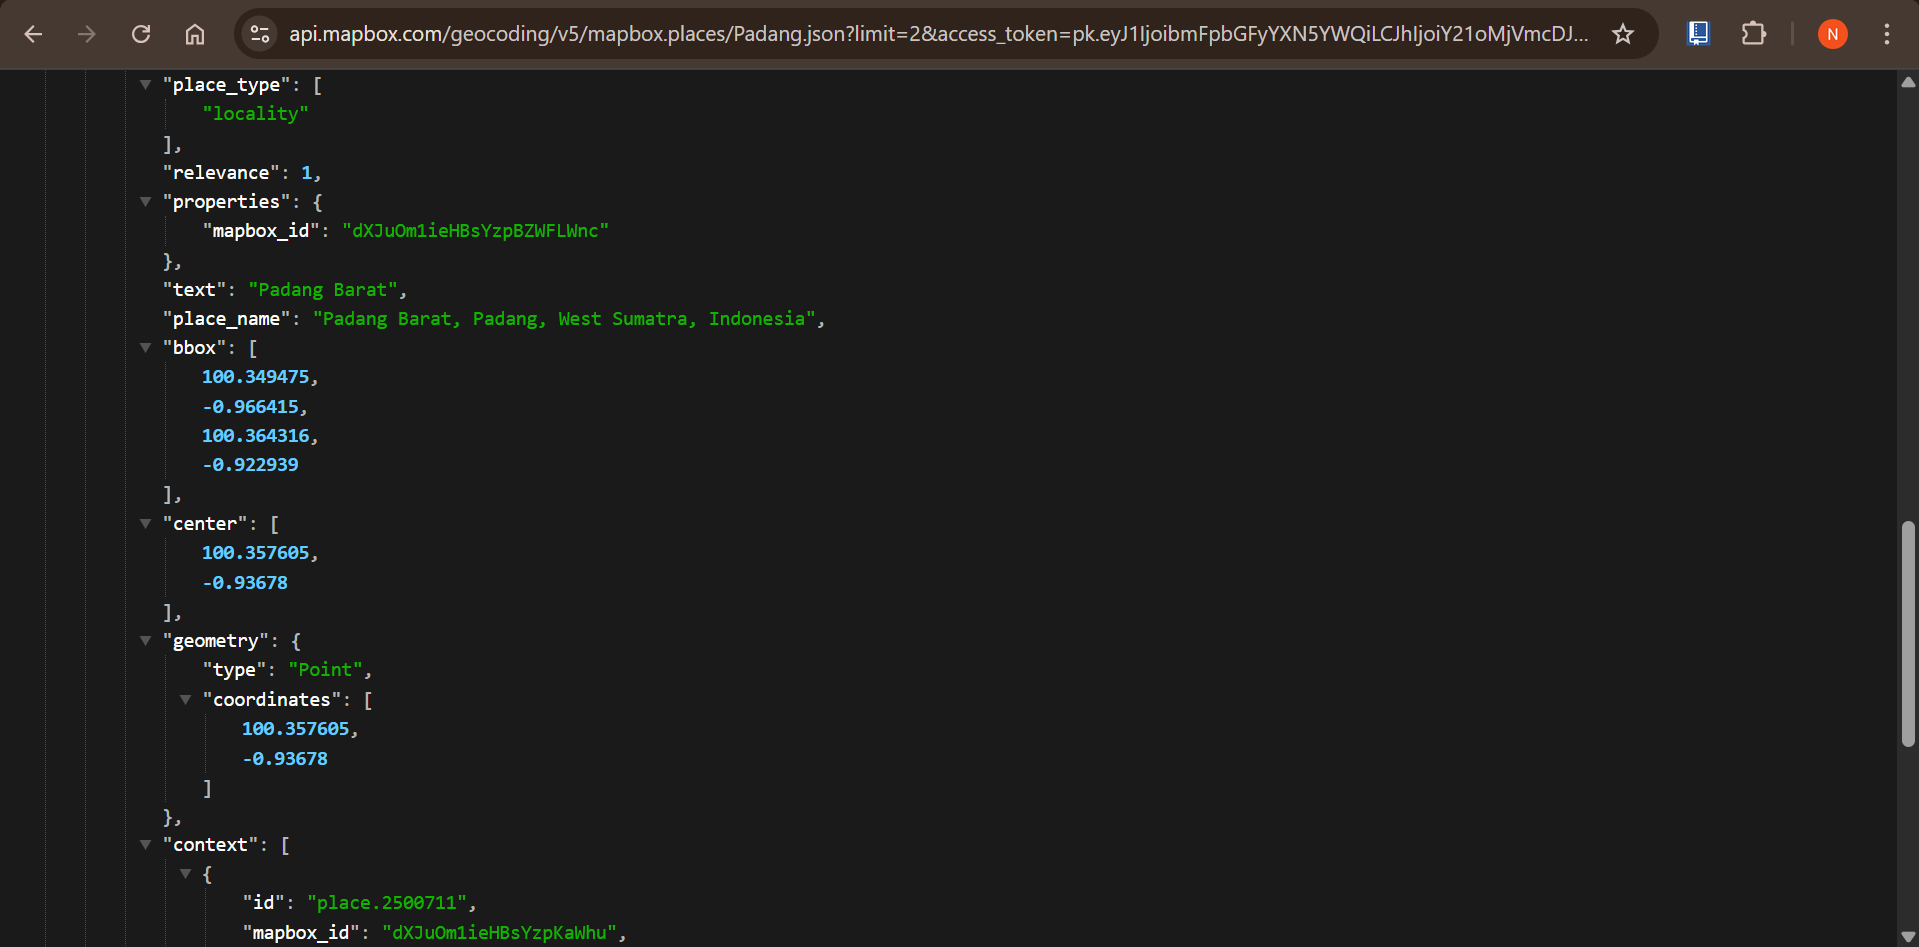 api.mapbox.com/geocoding/v5/mapbox.places/Padang.json?limit=2&access_token=pk.eyJ1IjoibmFpbGFyYXN5YWQiLCJhIjoiY21oMjVmcDJ...
N
"place_type": [
"locality"
],
"relevance": 1,
"properties": {
"mapbox_id": "dXJuOm1ieHBsYzpBZWFLWnc"
},
"text": "Padang Barat",
"place_name": "Padang Barat, Padang, West Sumatra, Indonesia",
"bbox": [
100.349475,
-0.966415,
100.364316,
-0.922939
],
"center": [
100.357605,
-0.93678
],
"geometry": {
"type": "Point",
"coordinates": [
100.357605,
-0.93678
]
},
"context": [
{
"id": "place.2500711",
"mapbox_id": "dXJuOm1ieHBsYzpKaWhu",